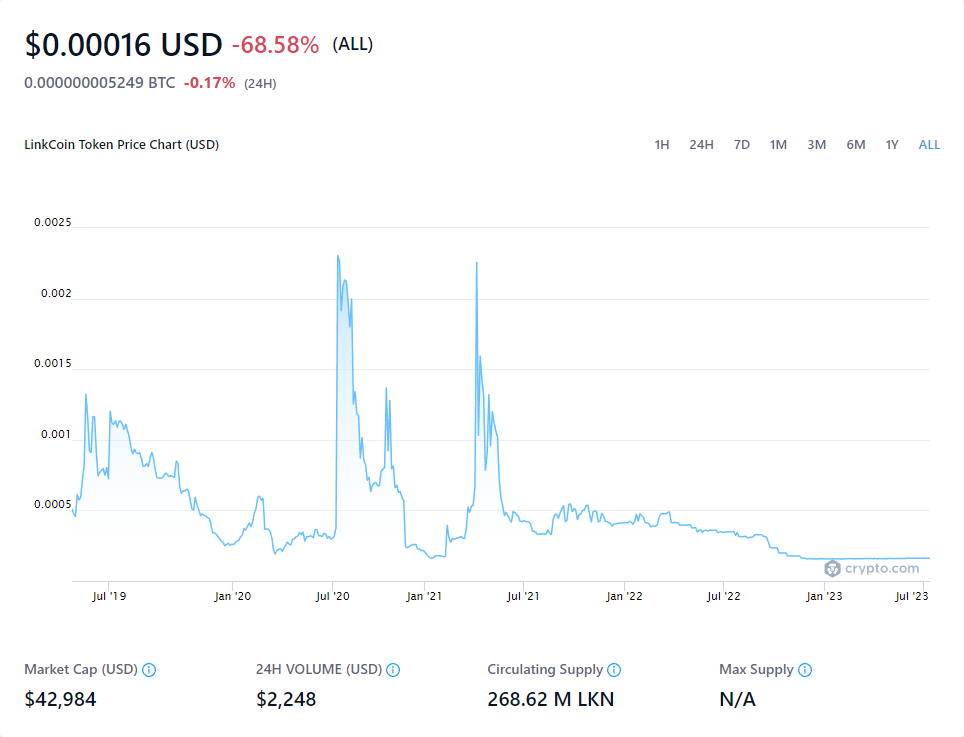 $0.00016 USD -68.58% (ALL)
0.000000005249 BTC -0.17% (24H)
LinkCoin Token Price Chart (USD) 1H 24H 7D 1M 3M 6M 1Y ALL
0.0025
0.002
0.0015
0.001
0.0005
crypto.com
Jul '19 Jan '20 Jul '20 Jan '21 Jul '21 Jan '22 Jul '22 Jan '23 Jul '23
Market Cap (USD) 24H VOLUME (USD) Circulating Supply Max Supply
$42,984 $2,248 268.62 M LKN N/A